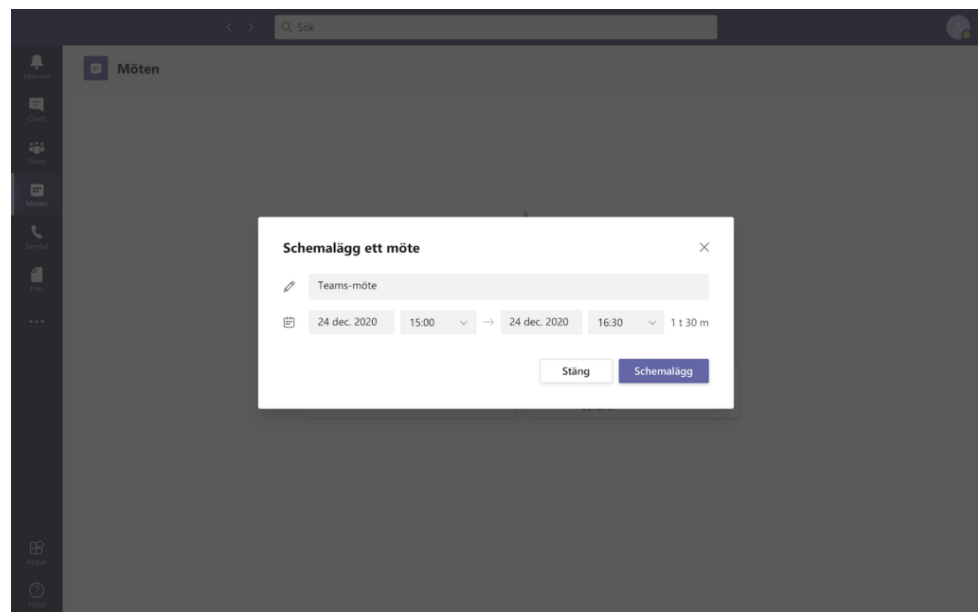 Sök
Aktivitet
Möten
Chatt
Team
Möten
Samtal
Filer
Schemalägg ett möte
Teams-möte
24 dec. 2020 15:00 → 24 dec. 2020 16:30 1 t 30 m
Stäng Schemalägg
Appar
Hjälp